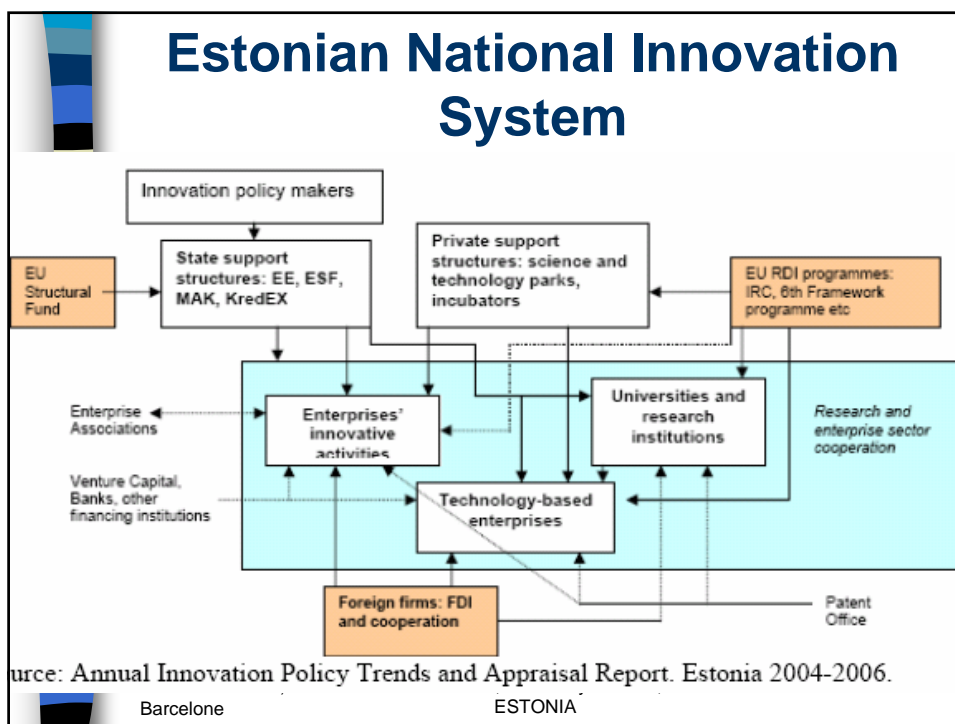 Estonian National Innovation
System
Innovation policy makers
State support
structures: EE, ESF,
MAK, KredEX
Private support
structures: science and
technology parks,
incubators
EU
Structural
Fund
EU RDI programmes:
IRC, 6th Framework
programme etc
Enterprise
Associations
Enterprises'
innovative
activities
Universities and
research
institutions
Research and
enterprise sector
cooperation
Venture Capital,
Banks, other
financing institutions
Technology-based
enterprises
Foreign firms: FDI
and cooperation
Patent
Office
urce: Annual Innovation Policy Trends and Appraisal Report. Estonia 2004-2006.
Barcelone
ESTONIA